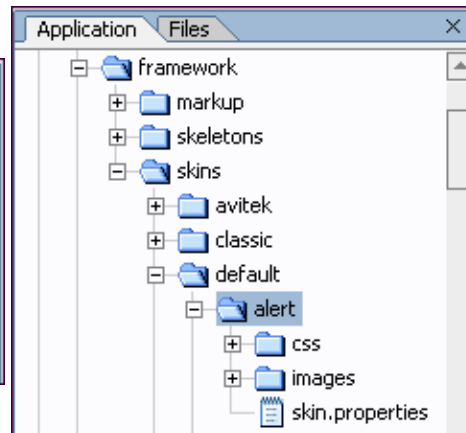 Application Files
framework
markup
skeletons
skins
avitek
classic
default
alert
css
images
skin.properties